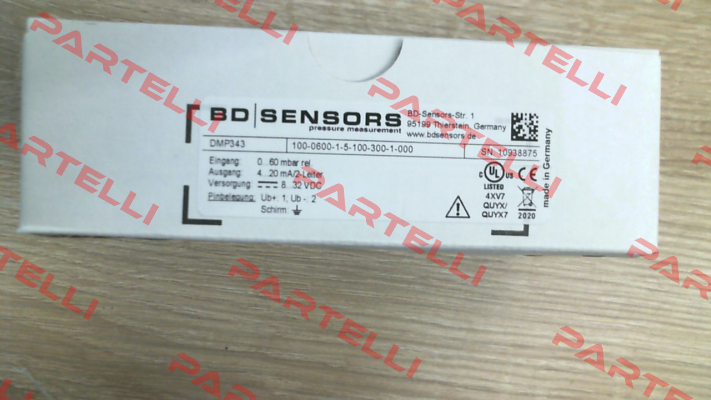 BD|SENSORS
pressure measurement
BD-Sensors-Str. 1
95199 Thierstein, Germany
www.bdsensors.de
DMP343 100-0600-1-5-100-300-1-000 SN: 10938875
Eingang: 0...60 mbar rel
Ausgang: 4...20 mA/2-Leiter
Versorgung: 8...32 VDC
Pinbelegung: Ub+: 1; Ub-: 2
Schirm:
C UL US CE
LISTED
4XV7
QUYX/
QUYX7
2020
made in Germany
PARTELLI
PARTELLI
PARTELLI
PARTELLI
PARTELLI
PARTELLI
PARTELLI
PARTELLI